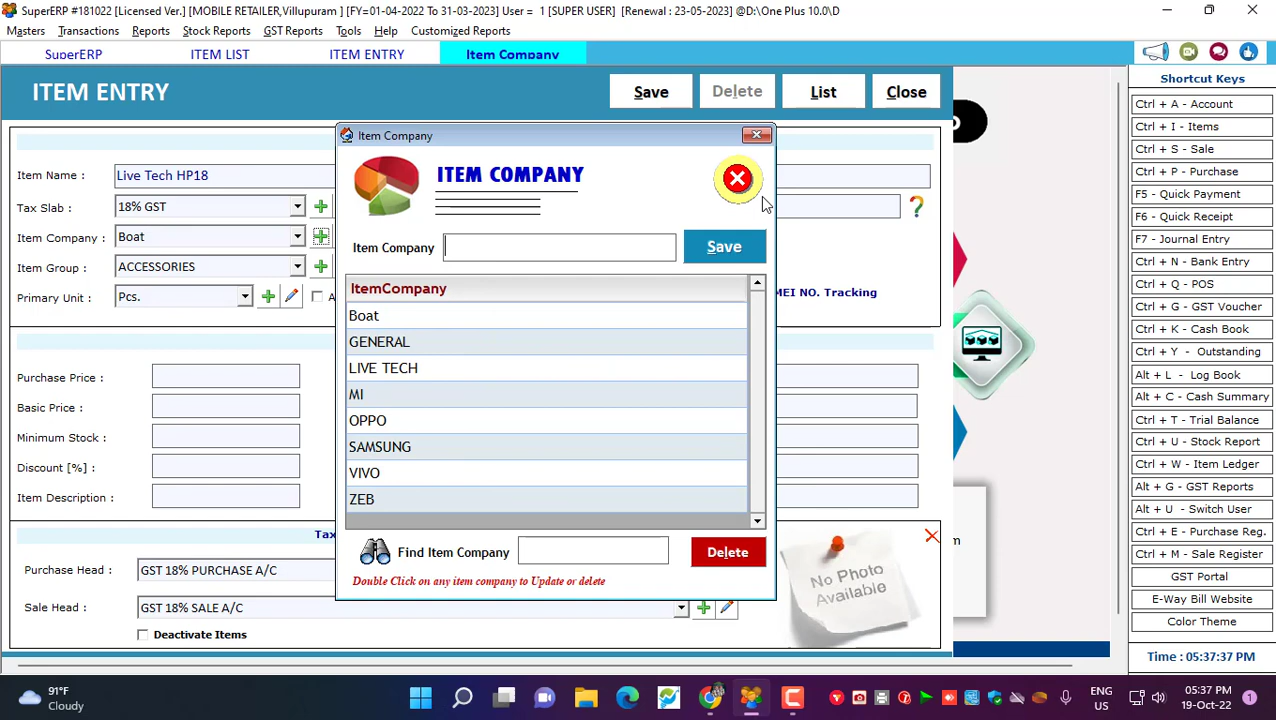 SuperERP #181022 [Licensed Ver.] [MOBILE RETAILER,Villupuram ] [FY=01-04-2022 To 31-03-2023] User = 1 [SUPER USER] [Renewal : 23-05-2023] @D:\One Plus 10.0\D
Masters Transactions Reports Stock Reports GST Reports Tools Help Customized Reports
SuperERP ITEM LIST ITEM ENTRY Item Company
ITEM ENTRY Save Delete List Close
Item Company
ITEM COMPANY
Item Name : Live Tech HP18
Tax Slab : 18% GST
Item Company : Boat
Item Group : ACCESSORIES
Primary Unit : Pcs.
Item Company Save
ItemCompany
Boat
GENERAL
LIVE TECH
MI
OPPO
SAMSUNG
VIVO
ZEB
Find Item Company Delete
Double Click on any item company to Update or delete
MEI NO. Tracking
Purchase Price :
Basic Price :
Minimum Stock :
Discount [%] :
Item Description :
Tax
Purchase Head : GST 18% PURCHASE A/C
Sale Head : GST 18% SALE A/C
Deactivate Items
No Photo
Available
Shortcut Keys
Ctrl + A - Account
Ctrl + I - Items
Ctrl + S - Sale
Ctrl + P - Purchase
F5 - Quick Payment
F6 - Quick Receipt
F7 - Journal Entry
Ctrl + N - Bank Entry
Ctrl + Q - POS
Ctrl + G - GST Voucher
Ctrl + K - Cash Book
Ctrl + Y - Outstanding
Alt + L - Log Book
Alt + C - Cash Summary
Ctrl + T - Trial Balance
Ctrl + U - Stock Report
Ctrl + W - Item Ledger
Alt + G - GST Reports
Alt + U - Switch User
Ctrl + E - Purchase Reg.
Ctrl + M - Sale Register
GST Portal
E-Way Bill Website
Color Theme
Time : 05:37:37 PM
91°F
Cloudy
ENG
US
05:37 PM
19-Oct-22
1